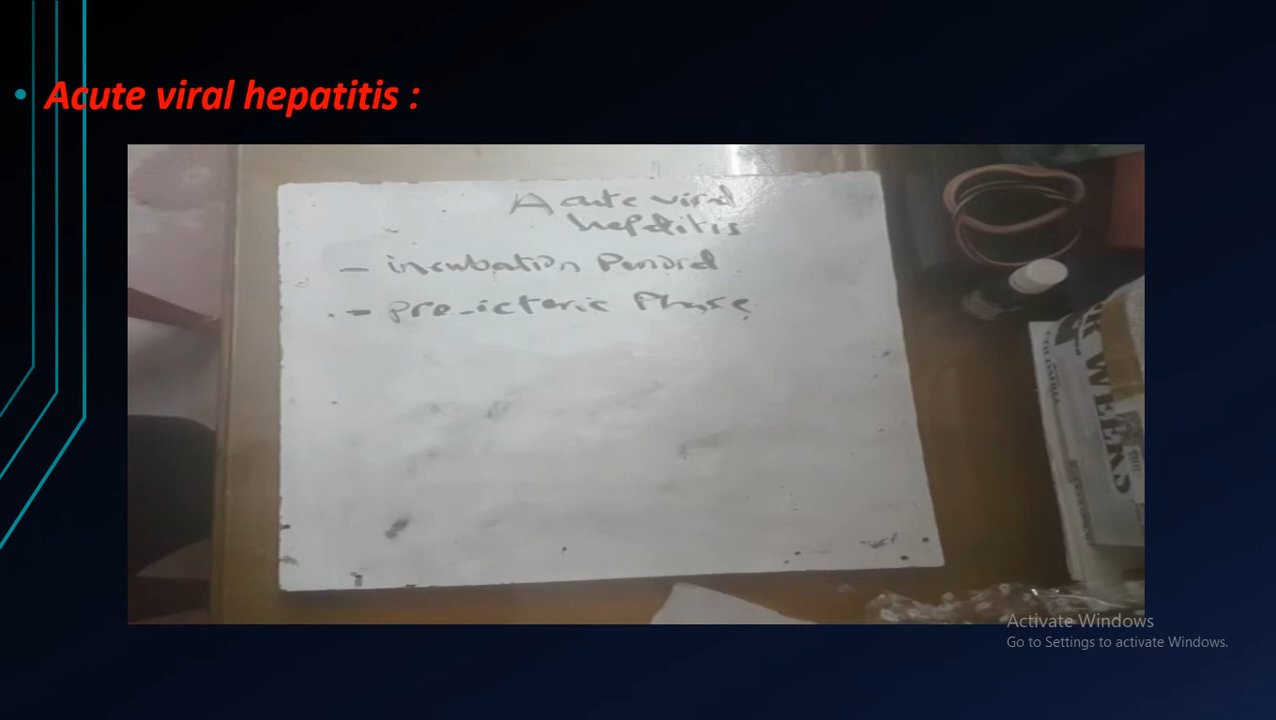 • Acute viral hepatitis :
Acute viral
hepatitis
- incubation Period
- pre-icteric Phase
WEEKS
Activate Windows
Go to Settings to activate Windows.